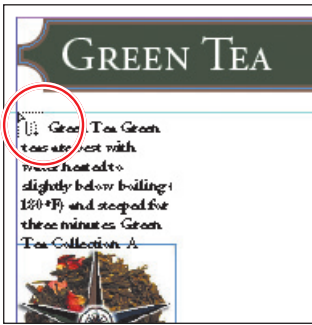 GREEN TEA
Green Tea Green
teas are best with
water heated to
slightly below boiling (
180°F) and steeped for
three minutes. Green
Tea Collection A